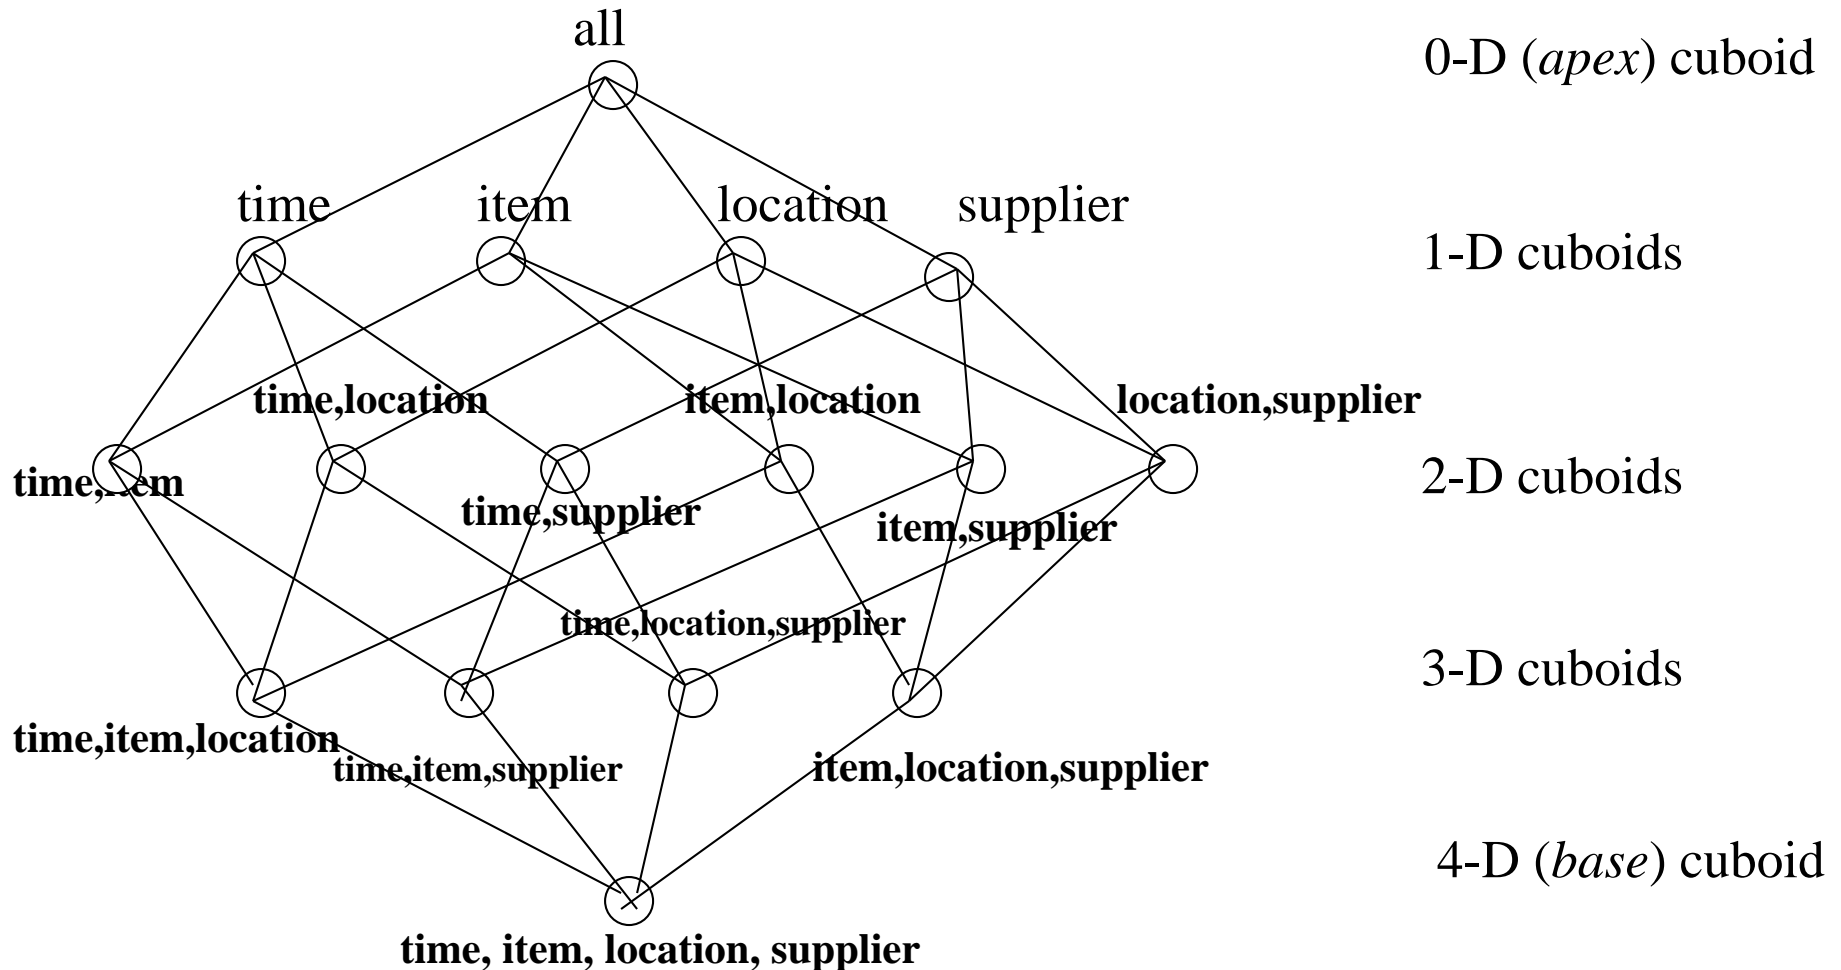 all
0-D (apex) cuboid
time
item
location
supplier
1-D cuboids
time,location
item,location
location,supplier
time,item
2-D cuboids
time,supplier
item,supplier
time,location,supplier
3-D cuboids
time,item,location
time,item,supplier
item,location,supplier
4-D (base) cuboid
time, item, location, supplier